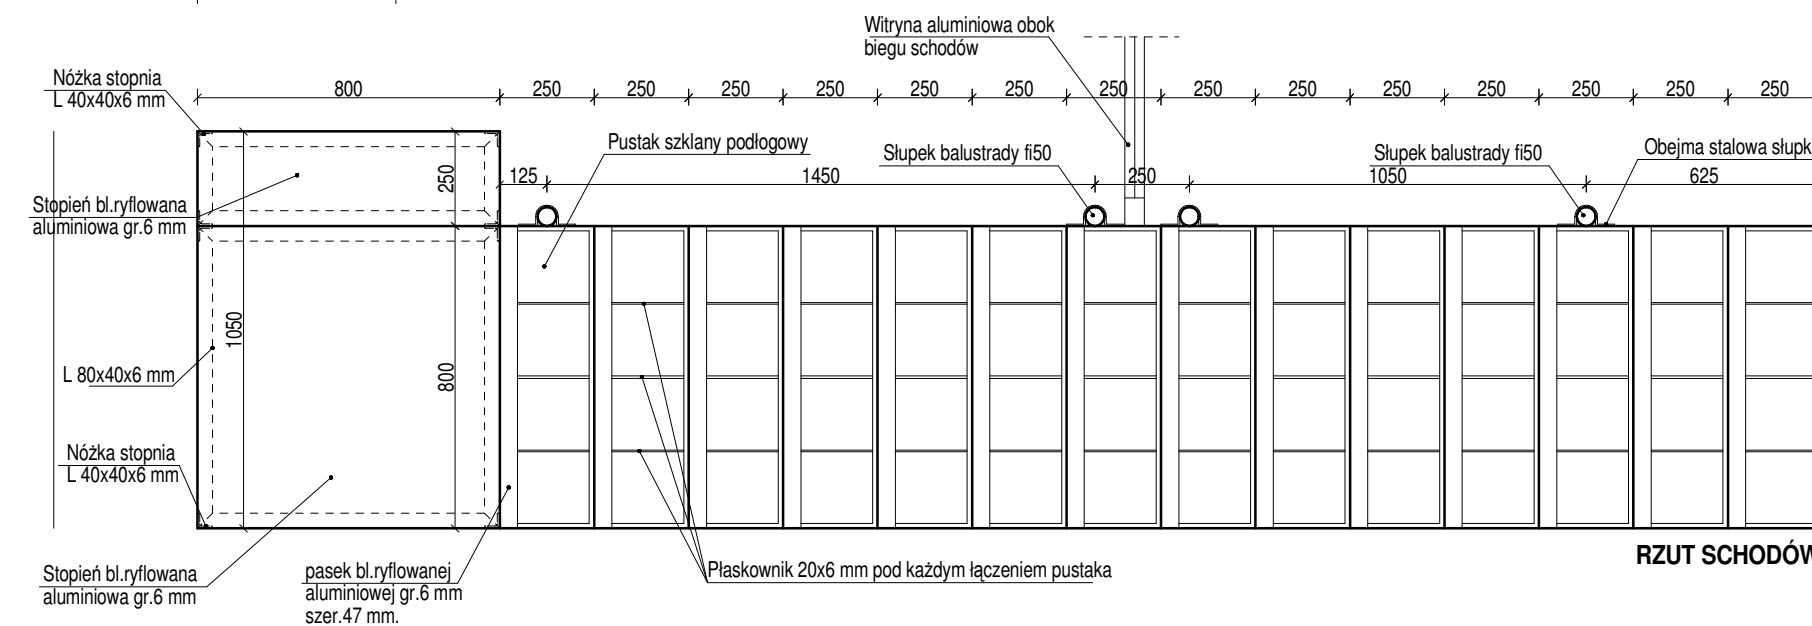 Witryna aluminiowa obok
biegu schodów
Nóżka stopnia
L 40x40x6 mm
800 250 250 250 250 250 250 250 250 250 250 250 250 250
Pustak szklany podłogowy
Słupek balustrady fi50
Słupek balustrady fi50
Obejma stalowa słupk
125 1450 250 1050 625
250
Stopień bl.ryflowana
aluminiowa gr.6 mm
1050
800
L 80x40x6 mm
Nóżka stopnia
L 40x40x6 mm
Stopień bl.ryflowana
aluminiowa gr.6 mm
pasek bl.ryflowanej
aluminiowej gr.6 mm
szer.47 mm.
Płaskownik 20x6 mm pod każdym łączeniem pustaka
RZUT SCHODÓW